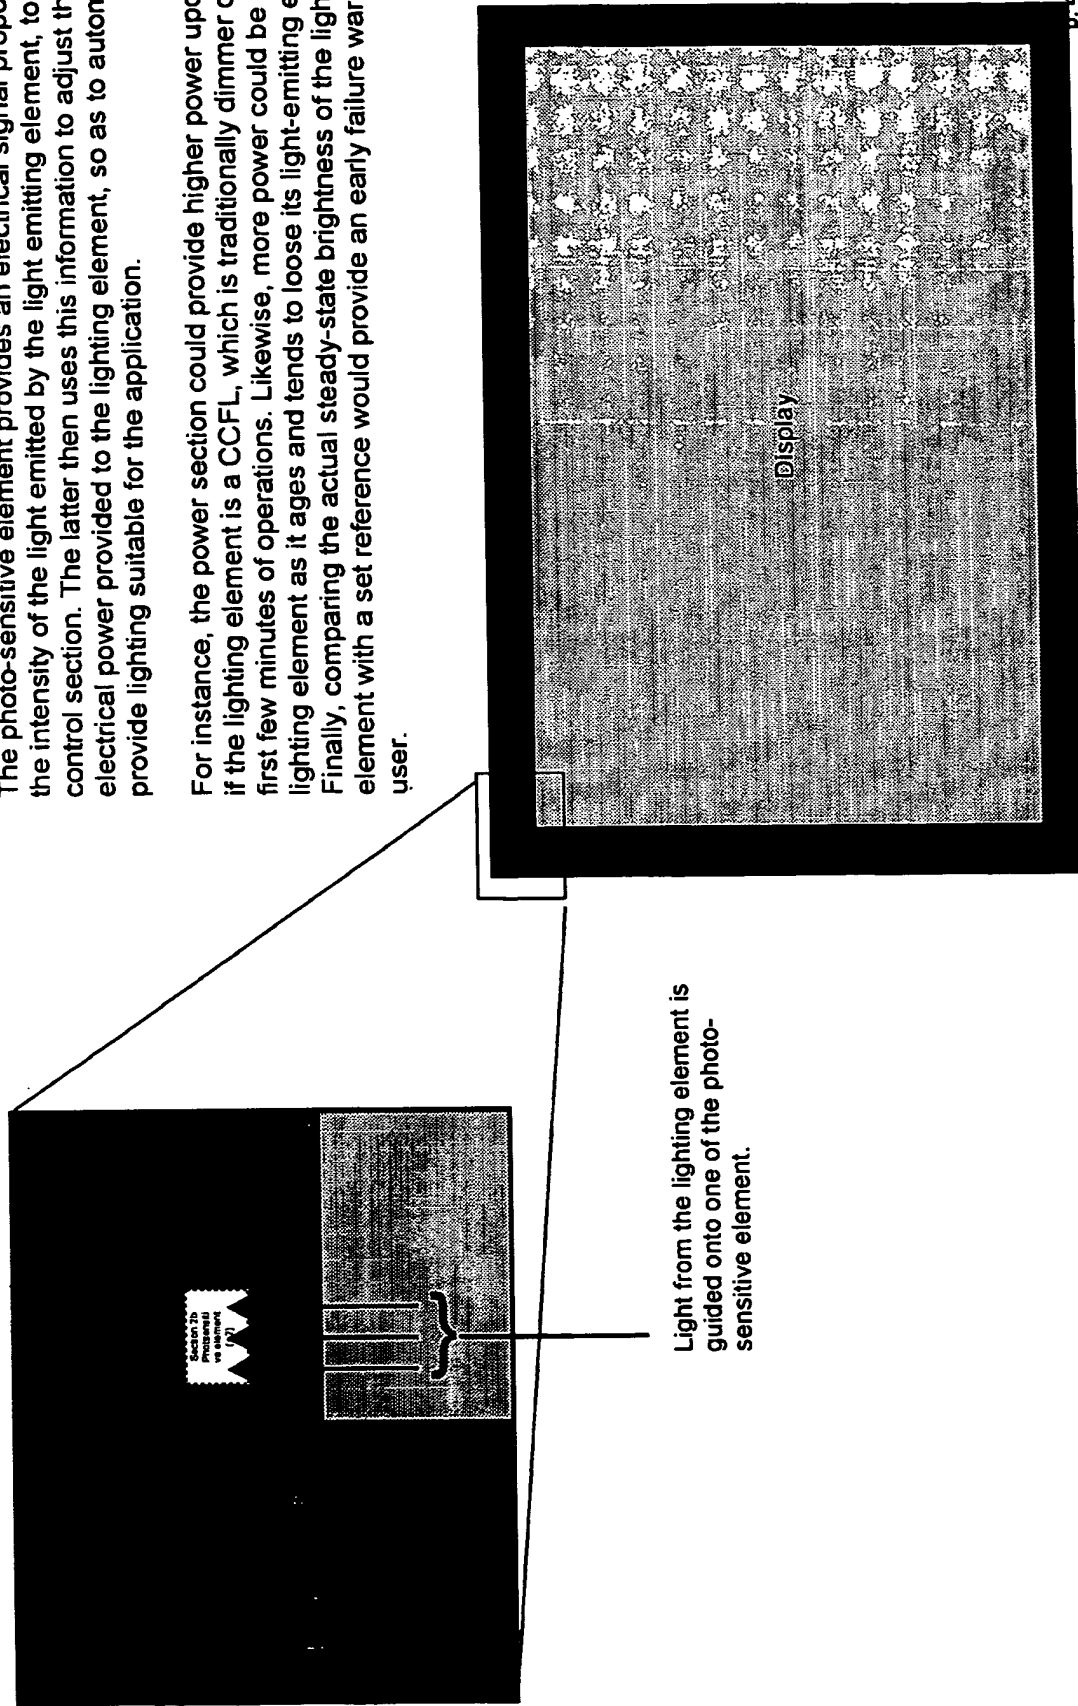 The photo-sensitive element provides an electrical signal
the intensity of the light emitted by the light emitting element, to
control section. The latter then uses this information to adjust
electrical power provided to the lighting element, so as to
provide lighting suitable for the application.
For instance, the power section could provide higher power
if the lighting element is a CCFL, which is traditionally dimmer
first few minutes of operations. Likewise, more power could be
lighting element as it ages and tends to loose its light-emitting
Finally, comparing the actual steady-state brightness of the
element with a set reference would provide an early failure
user.
Section 2b
Photsensiti
ve element
Light from the lighting element is
guided onto one of the photo-
sensitive element.
Display